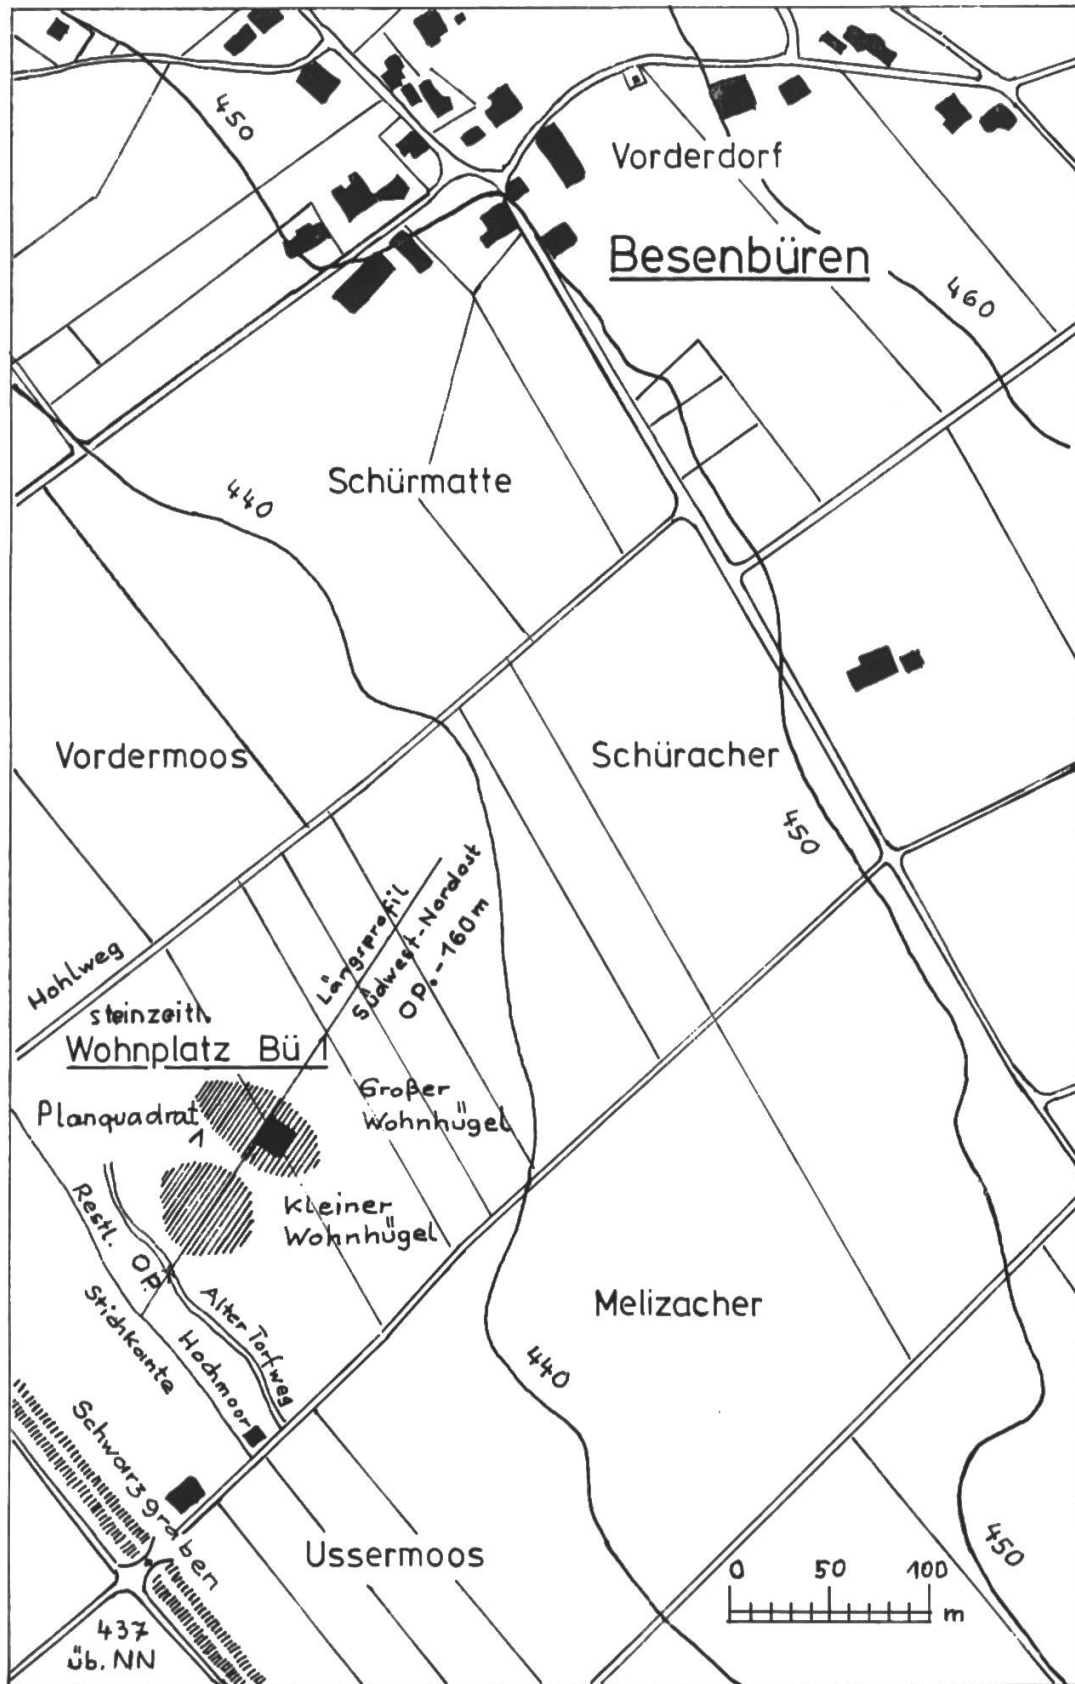 450
Vorderdorf
Besenbüren
460
Schürmatte
440
Vordermoos
Schüracher
450
Längsprofil
Südwest-Nordost
OP.-160m
Hohlweg
steinzeitl.
Wohnplatz Bü 1
Großer
Wohnhügel
Planquadrat
1
Kleiner
Wohnhügel
Restl.
OP.
Alter Torfweg
Hochmoor
Stichkante
Melizacher
440
Schwarzgraben
Ussermoos
450
0 50 100
m
437
üb. NN